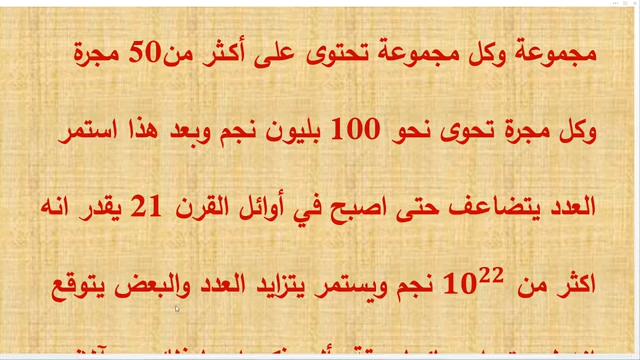 مجموعة وكل مجموعة تحتوى على أكثر من50 مجرة
وكل مجرة تحوى نحو 100 بليون نجم وبعد هذا استمر
العدد يتضاعف حتى اصبح في أوائل القرن 21 يقدر انه
اكثر من 10²² نجم ويستمر يتزايد العدد والبعض يتوقع